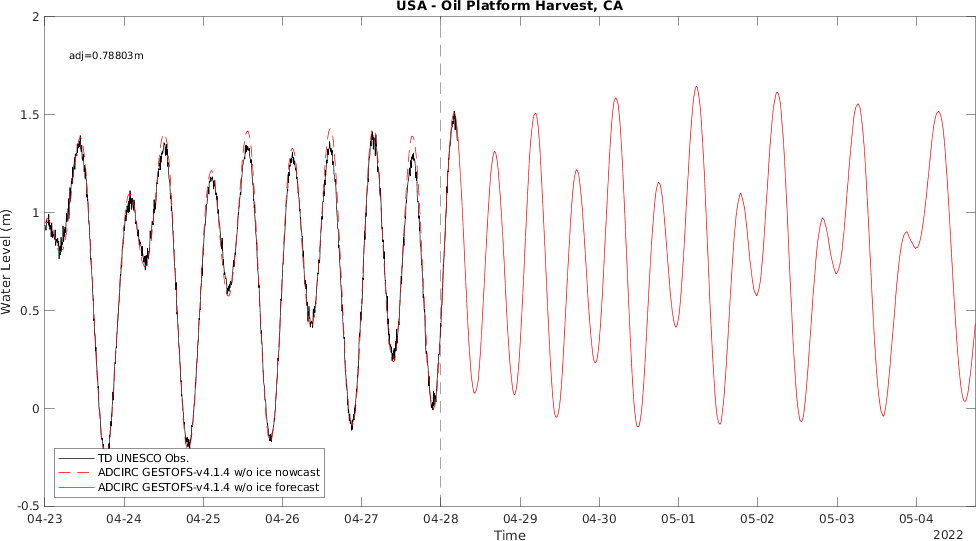 USA - Oil Platform Harvest, CA
2
adj=0.78803m
1.5
1
Water Level (m)
0.5
0
-0.5
TD UNESCO Obs.
ADCIRC GESTOFS-v4.1.4 w/o ice nowcast
ADCIRC GESTOFS-v4.1.4 w/o ice forecast
04-23 04-24 04-25 04-26 04-27 04-28 04-29 04-30 05-01 05-02 05-03 05-04
Time
2022